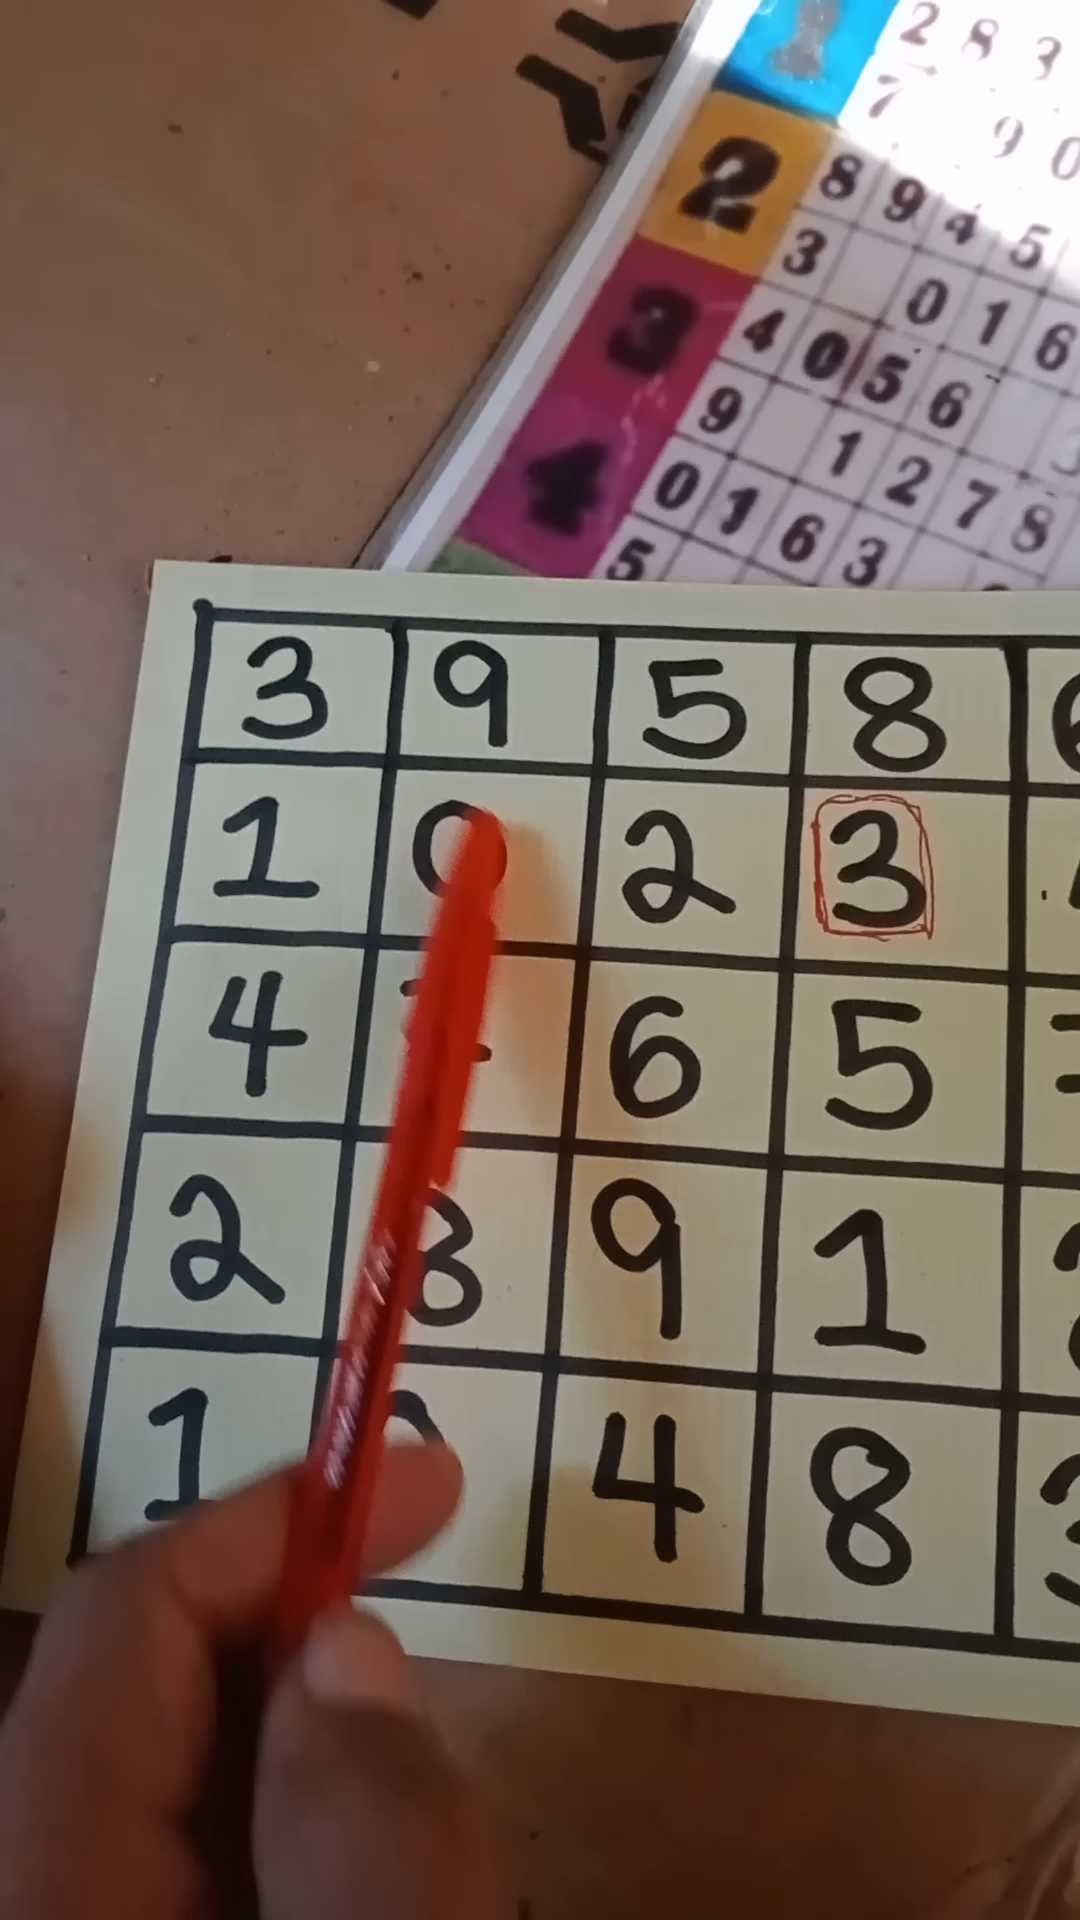 1 2 8 3
7 9 0
2 8 9 4 5
3 0 1 6
3 4 0 5 6
9 1 2 7 8
4 0 1 6 3
5
3 9 5 8
1 0 2 3
4 6 5
2 8 9 1
1 4 8